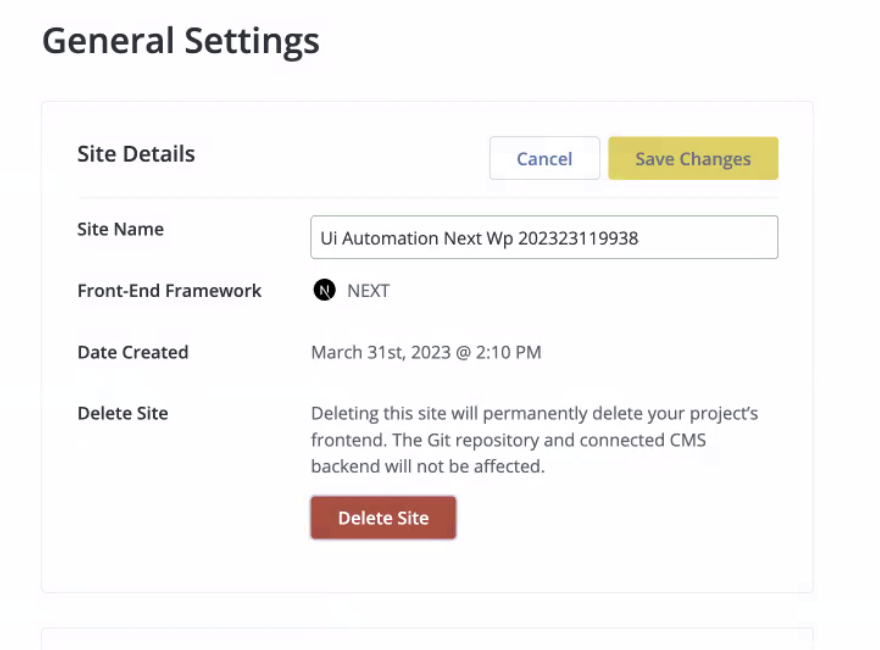 General Settings
Site Details
Cancel
Save Changes
Site Name
Ui Automation Next Wp 202323119938
Front-End Framework
N NEXT
Date Created
March 31st, 2023 @ 2:10 PM
Delete Site
Deleting this site will permanently delete your project's
frontend. The Git repository and connected CMS
backend will not be affected.
Delete Site